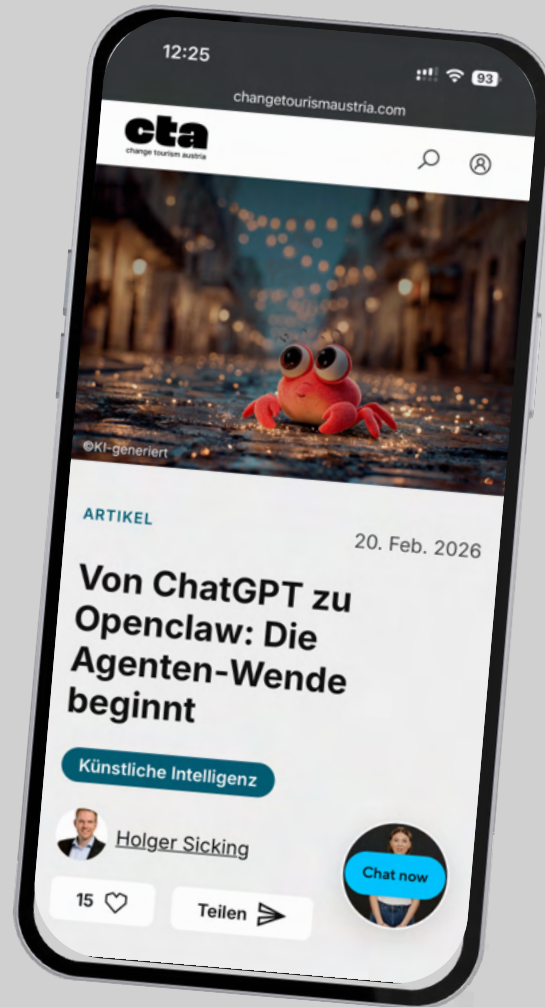 12:25
93
changetourismaustria.com
cta
change tourism austria
©KI-generiert
ARTIKEL
20. Feb. 2026
Von ChatGPT zu
Openclaw: Die
Agenten-Wende
beginnt
Künstliche Intelligenz
Holger Sicking
Chat now
15
Teilen